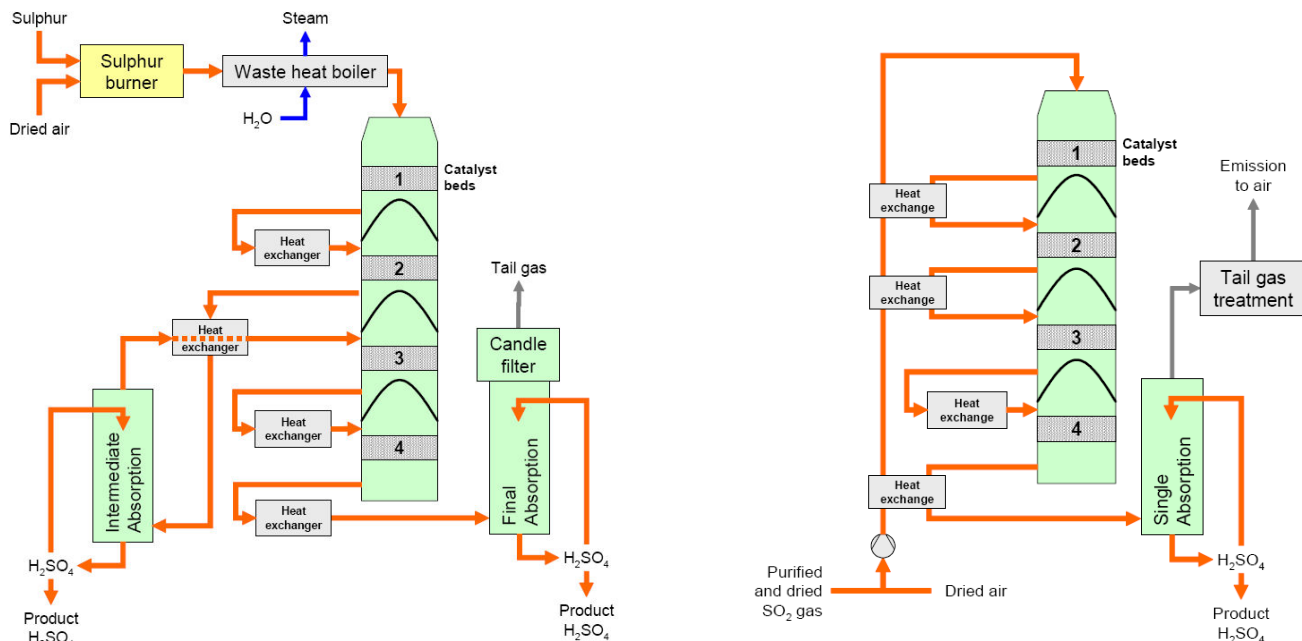 Sulphur
Steam
Sulphur
burner
Waste heat boiler
Dried air
H₂O
Catalyst
beds
1
Heat
exchanger
2
Tail gas
Heat
exchanger
3
Candle
filter
Intermediate
Absorption
Heat
exchanger
4
Final
Absorption
Heat
exchanger
H₂SO₄
H₂SO₄
Product
H₂SO₄
Product
H₂SO₄
1
Catalyst
beds
Emission
to air
Heat
exchange
2
Heat
exchange
Tail gas
treatment
3
Heat
exchange
4
Single
Absorption
Heat
exchange
H₂SO₄
Purified
and dried
SO₂ gas
Dried air
Product
H₂SO₄